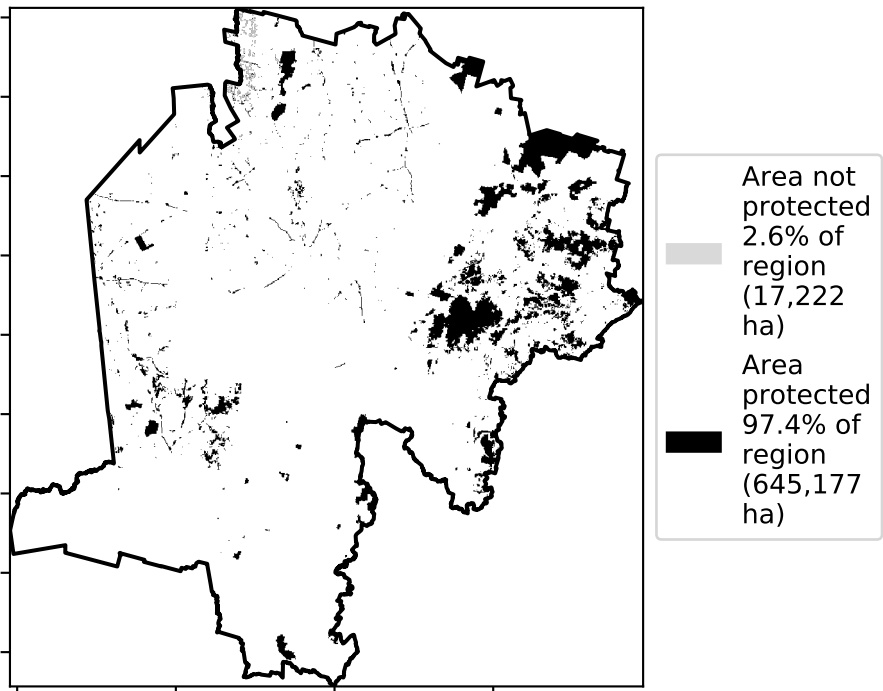 Area not
protected
2.6% of
region
(17,222
ha)
Area
protected
97.4% of
region
(645,177
ha)